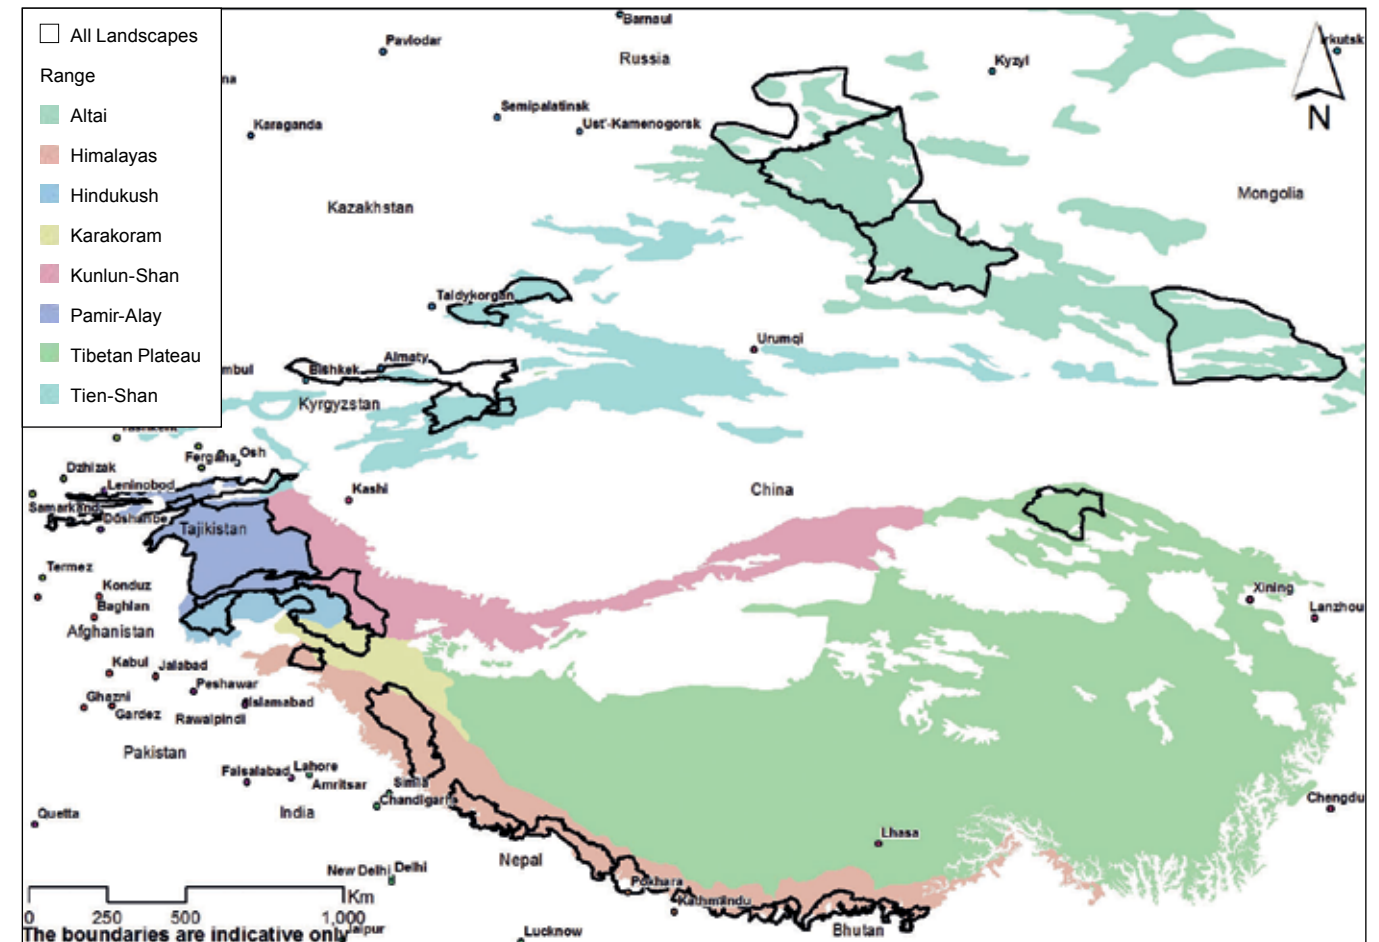 All Landscapes
Range
Altai
Himalayas
Hindukush
Karakoram
Kunlun-Shan
Pamir-Alay
Tibetan Plateau
Tien-Shan
Barnaul
Pavlodar
Russia
Kyzyl
Irkutsk
na
Semipalatinsk
Karaganda
Ust'-Kamenogorsk
N
Mongolia
Kazakhstan
Taldykorgan
Urumqi
Almaty
mbul
Bishkek
Kyrgyzstan
Tashkent
Fergana
Osh
Dzhizak
Leninobod
Kashi
China
Samarkand
Dushanbe
Tajikistan
Termez
Konduz
Baghlan
Xining
Lanzhou
Afghanistan
Kabul
Jalabad
Peshawar
Ghazni
Gardez
Islamabad
Rawalpindi
Pakistan
Faisalabad
Lahore
Amritsar
Simla
Chandigarh
Quetta
India
Chengdu
Lhasa
Nepal
New Delhi
Delhi
Pokhara
Kathmandu
Km
0 250 500 1,000
Bhutan
The boundaries are indicative only
Jaipur
Lucknow